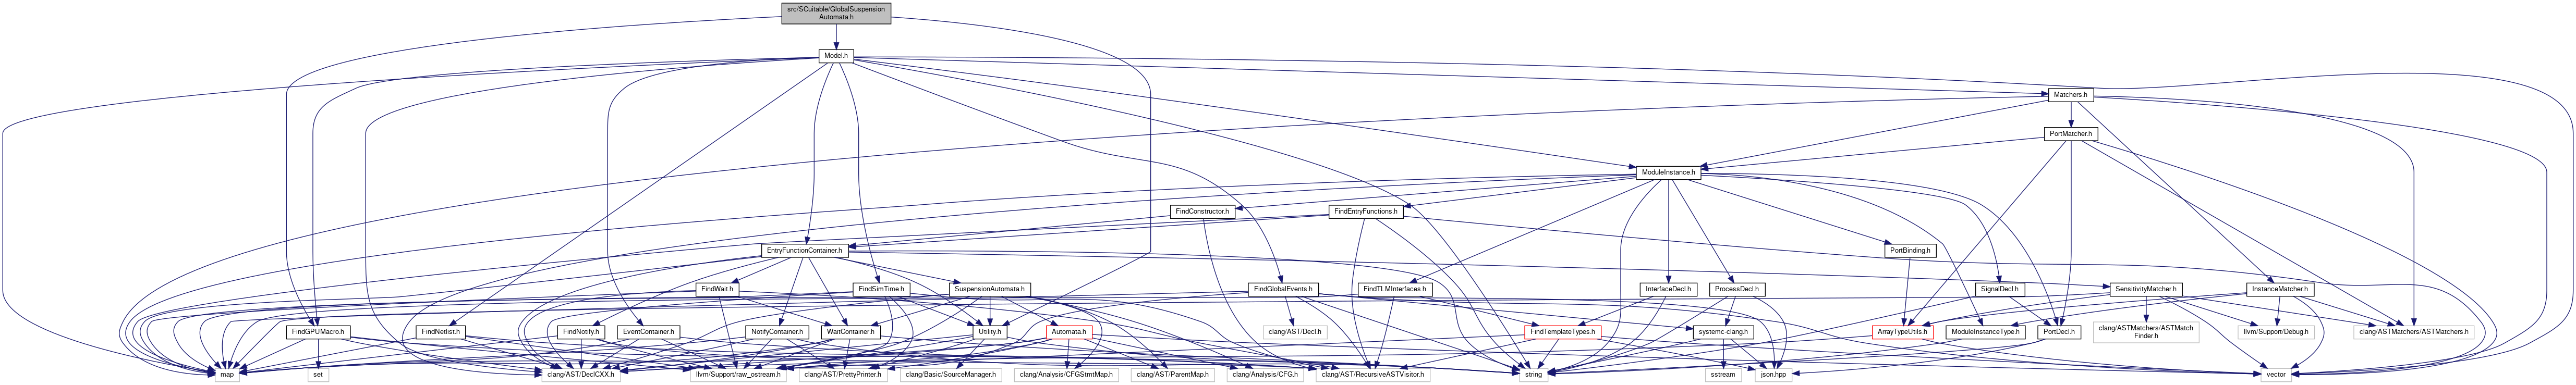 src/SCuitable/GlobalSuspension
Automata.h
Model.h
Matchers.h
PortMatcher.h
ModuleInstance.h
FindConstructor.h
FindEntryFunctions.h
EntryFunctionContainer.h
PortBinding.h
FindWait.h
FindSimTime.h
SuspensionAutomata.h
FindGlobalEvents.h
FindTLMInterfaces.h
InterfaceDecl.h
ProcessDecl.h
SignalDecl.h
SensitivityMatcher.h
InstanceMatcher.h
FindGPUMacro.h
FindNetlist.h
FindNotify.h
EventContainer.h
NotifyContainer.h
WaitContainer.h
Utility.h
Automata.h
clang/AST/Decl.h
FindTemplateTypes.h
systemc-clang.h
ArrayTypeUtils.h
ModuleInstanceType.h
PortDecl.h
clang/ASTMatchers/ASTMatch
Finder.h
llvm/Support/Debug.h
clang/ASTMatchers/ASTMatchers.h
map
set
clang/AST/DeclCXX.h
llvm/Support/raw_ostream.h
clang/AST/PrettyPrinter.h
clang/Basic/SourceManager.h
clang/Analysis/CFGStmtMap.h
clang/AST/ParentMap.h
clang/Analysis/CFG.h
clang/AST/RecursiveASTVisitor.h
string
sstream
json.hpp
vector